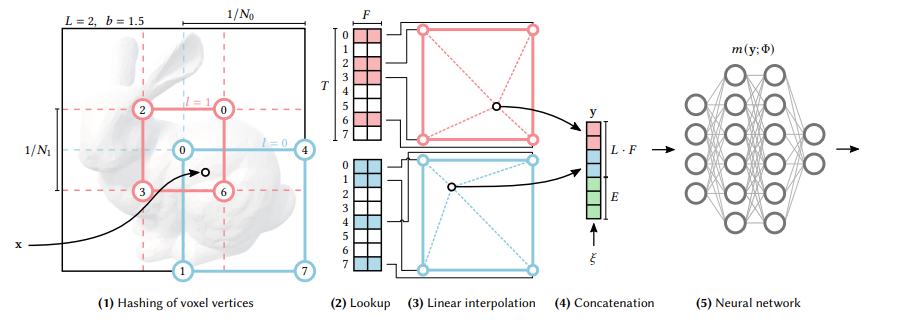 L = 2, b = 1.5
1/N₀
l = 1
2
0
l = 0
0
4
1/N₁
3
6
x
1
7
F
T
0
1
2
3
4
5
6
7
0
1
2
3
4
5
6
7
y
L · F
E
ξ
m(y; Φ)
(1) Hashing of voxel vertices
(2) Lookup
(3) Linear interpolation
(4) Concatenation
(5) Neural network